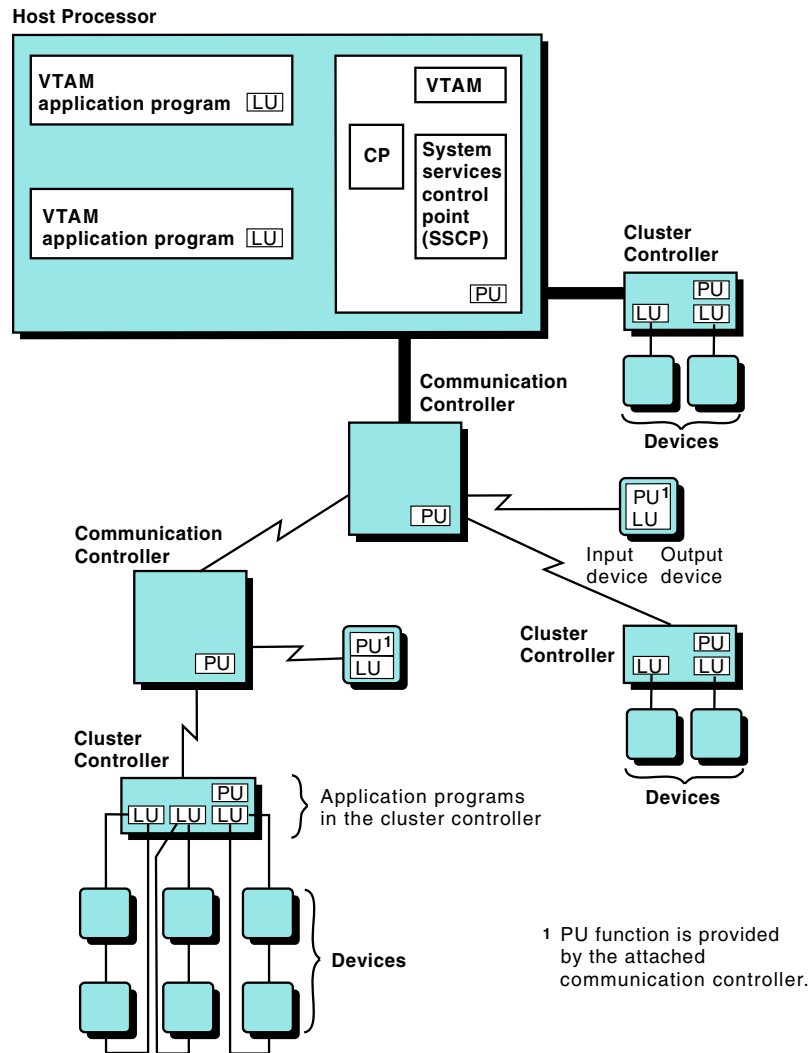 Host Processor
VTAM
application program LU
VTAM
application program LU
VTAM
CP
System
services
control
point
(SSCP)
PU
Cluster
Controller
PU
LU LU
Devices
Communication
Controller
PU
PU1
LU
Input Output
device device
Communication
Controller
PU
PU1
LU
Cluster
Controller
PU
LU LU
Devices
Cluster
Controller
PU
LU LU LU
Application programs
in the cluster controller
Devices
1 PU function is provided
by the attached
communication controller.